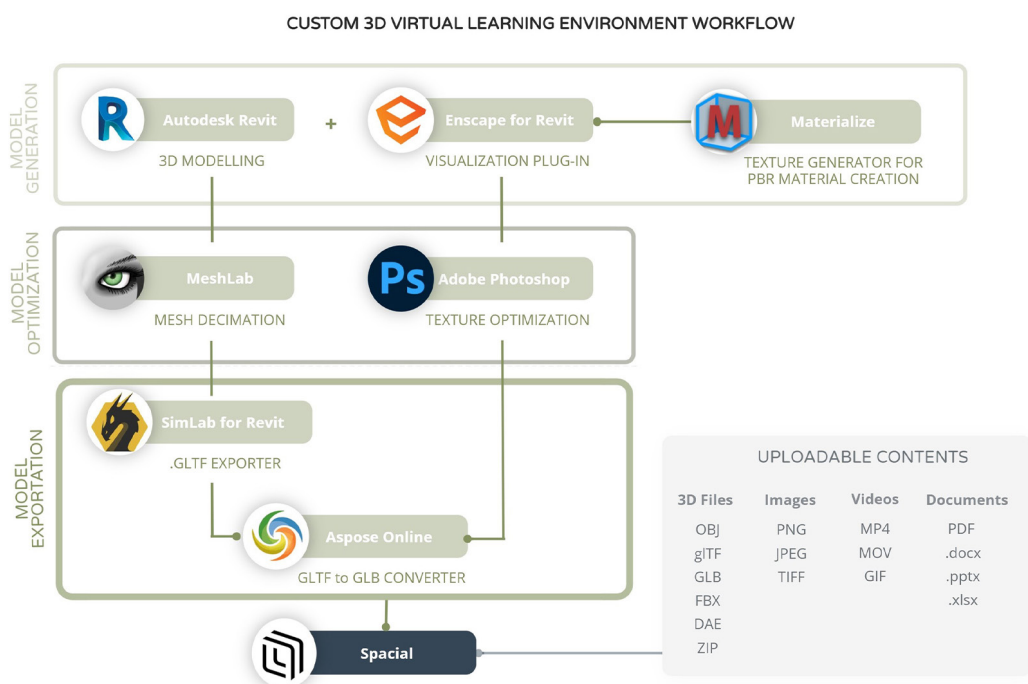 CUSTOM 3D VIRTUAL LEARNING ENVIRONMENT WORKFLOW
MODEL
GENERATION
R
Autodesk Revit
3D MODELLING
+
Enscape for Revit
VISUALIZATION PLUG-IN
M
Materialize
TEXTURE GENERATOR FOR
PBR MATERIAL CREATION
MODEL
OPTIMIZATION
MeshLab
MESH DECIMATION
Ps
Adobe Photoshop
TEXTURE OPTIMIZATION
MODEL
EXPORTATION
SimLab for Revit
.GLTF EXPORTER
Aspose Online
GLTF to GLB CONVERTER
Spacial
UPLOADABLE CONTENTS
3D Files
OBJ
glTF
GLB
FBX
DAE
ZIP
Images
PNG
JPEG
TIFF
Videos
MP4
MOV
GIF
Documents
PDF
.docx
.pptx
.xlsx